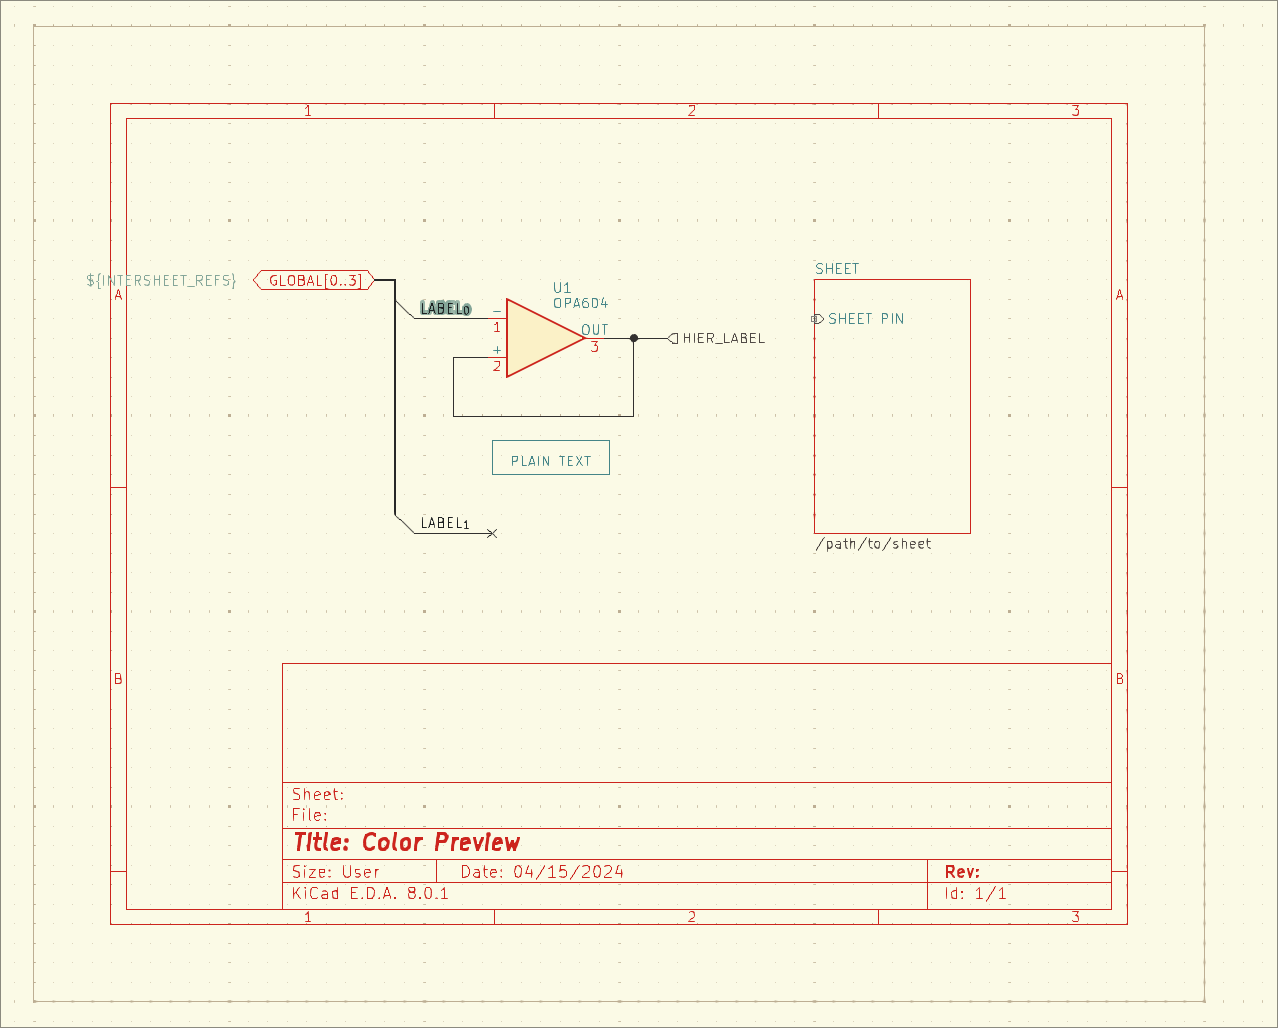 1 2 3
SHEET
${INTERSHEET_REFS} GLOBAL[0..3]
A A
U1
OPA604
LABEL0
− 1
OUT 3
+ 2
HIER_LABEL
SHEET PIN
PLAIN TEXT
LABEL1
/path/to/sheet
B B
Sheet:
File:
Title: Color Preview
Size: User Date: 04/15/2024 Rev:
KiCad E.D.A. 8.0.1 Id: 1/1
1 2 3